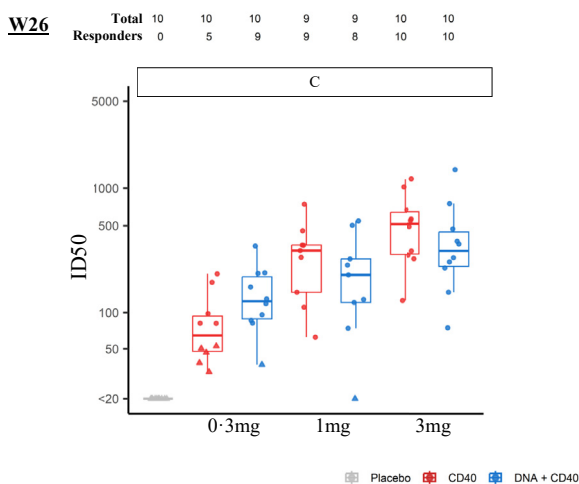 W26
Total 10 10 10 9 9 10 10
Responders 0 5 9 9 8 10 10
C
5000
1000
500
100
50
<20
ID50
0·3mg 1mg 3mg
Placebo CD40 DNA + CD40